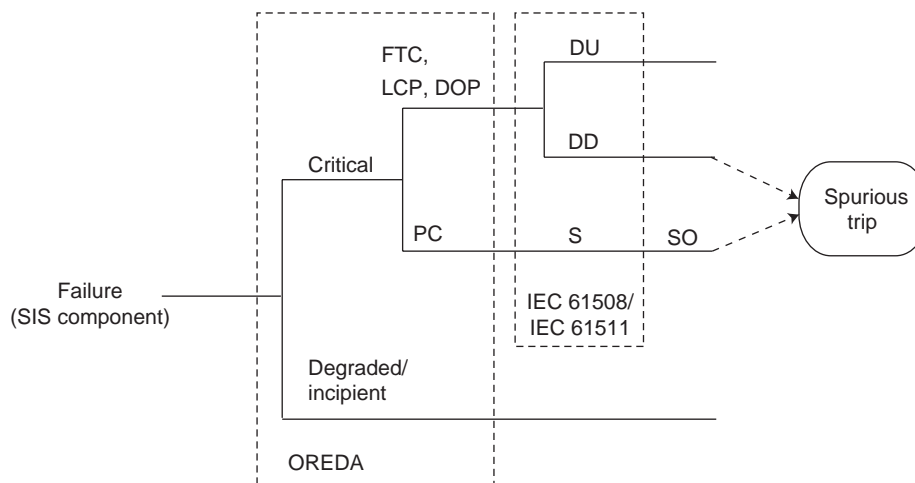 FTC,
LCP, DOP
DU
DD
Critical
PC
S
SO
Spurious
trip
Failure
(SIS component)
IEC 61508/
IEC 61511
Degraded/
incipient
OREDA